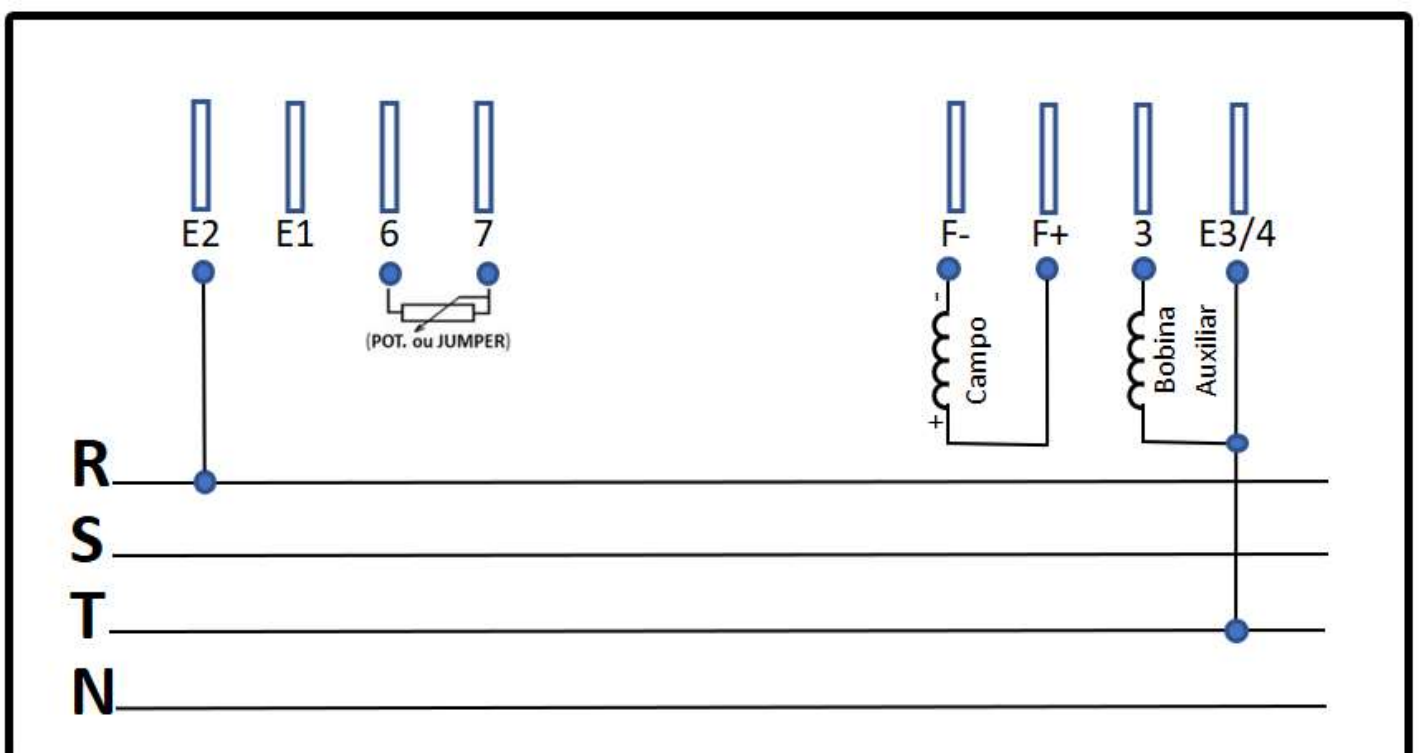 E2 E1 6 7 F- F+ 3 E3/4
(POT. ou JUMPER)
-
Campo
+
Bobina
Auxiliar
R
S
T
N